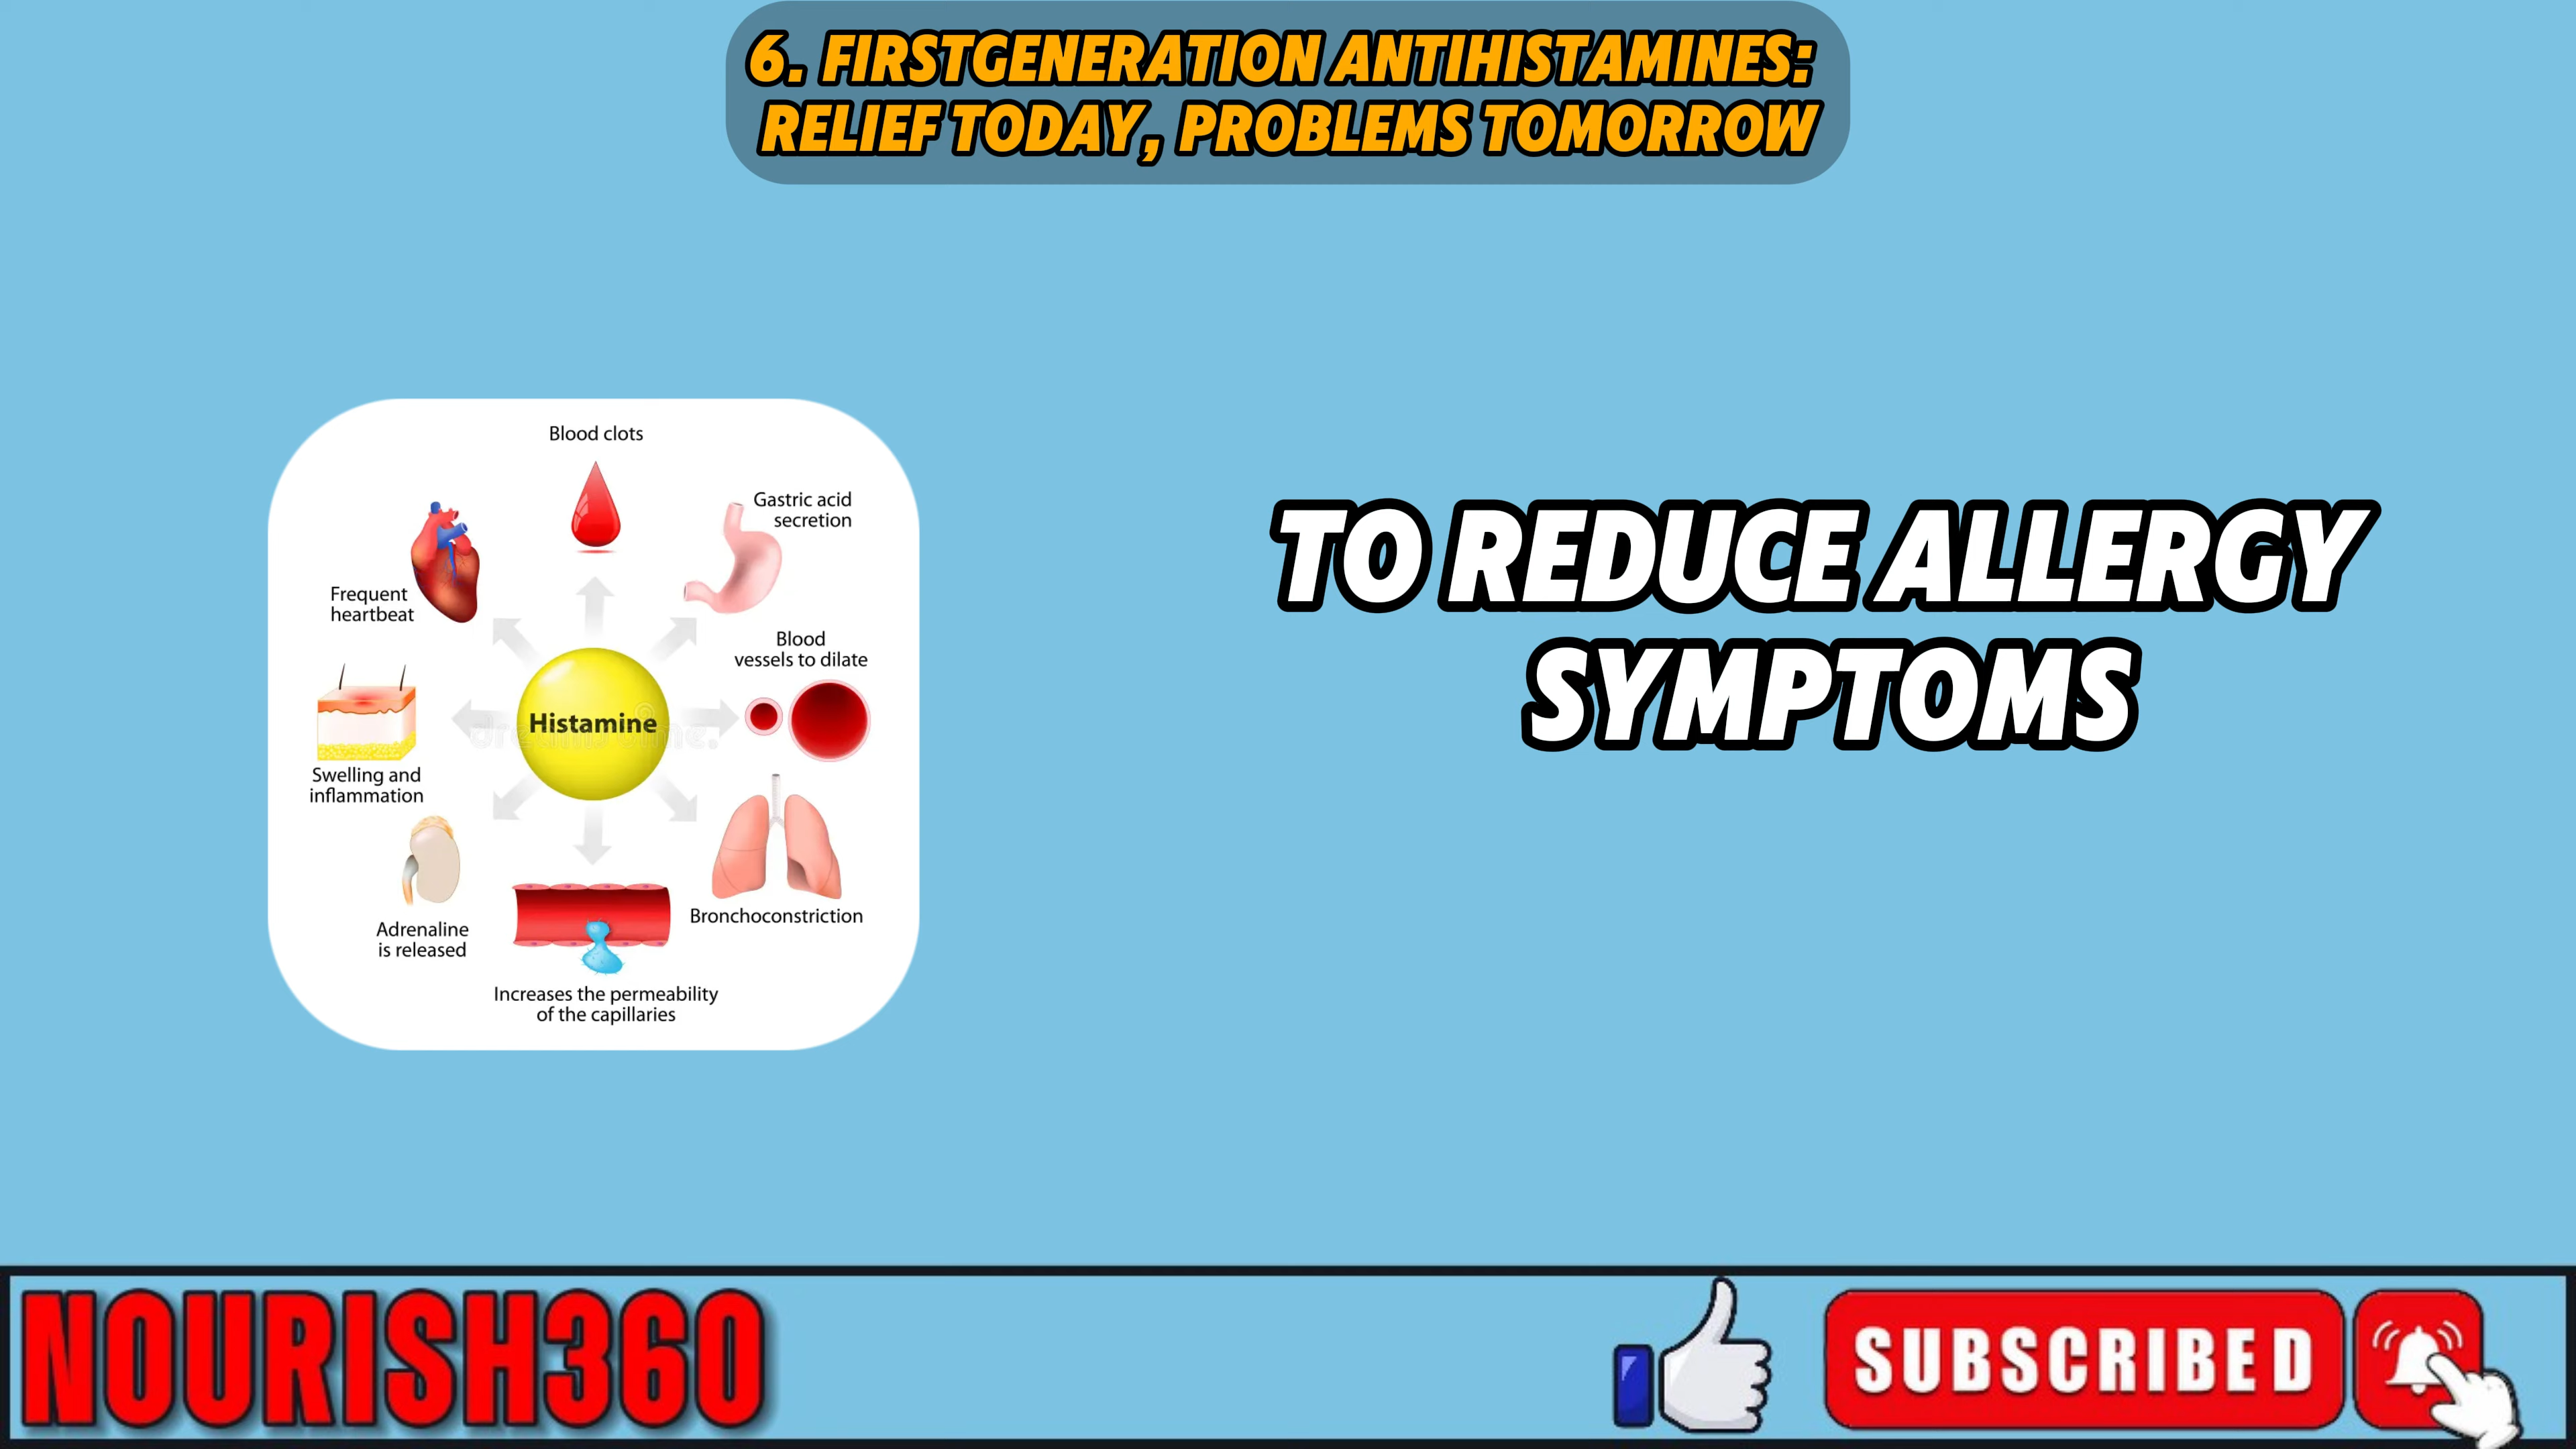 6. FIRSTGENERATION ANTIHISTAMINES:
RELIEF TODAY, PROBLEMS TOMORROW
Blood clots
Gastric acid
secretion
Frequent
heartbeat
Blood
vessels to dilate
Histamine
Swelling and
inflammation
Bronchoconstriction
Adrenaline
is released
Increases the permeability
of the capillaries
TO REDUCE ALLERGY
SYMPTOMS
NOURISH360
SUBSCRIBED